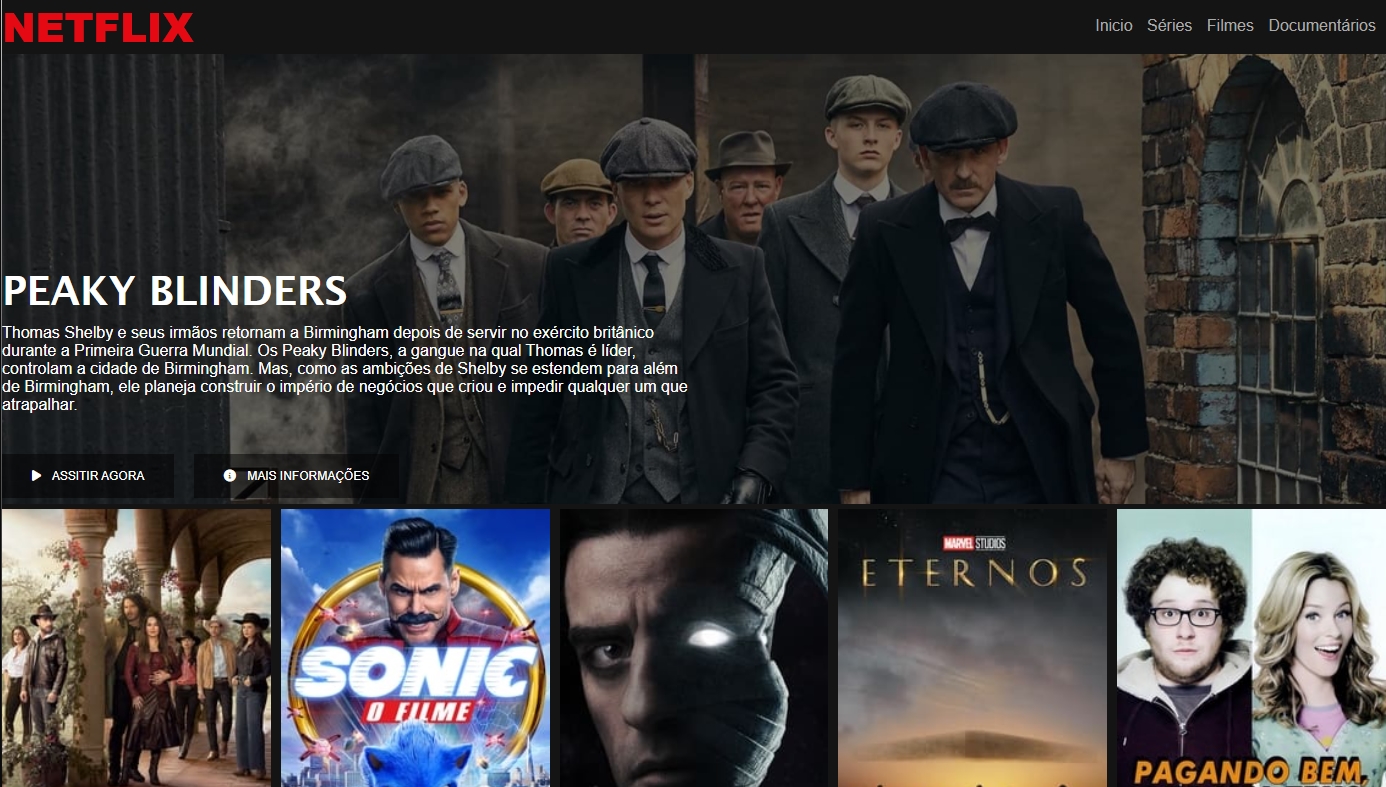 NETFLIX
Inicio Séries Filmes Documentários
PEAKY BLINDERS
Thomas Shelby e seus irmãos retornam a Birmingham depois de servir no exército britânico
durante a Primeira Guerra Mundial. Os Peaky Blinders, a gangue na qual Thomas é líder,
controlam a cidade de Birmingham. Mas, como as ambições de Shelby se estendem para além
de Birmingham, ele planeja construir o império de negócios que criou e impedir qualquer um que
atrapalhar.
ASSITIR AGORA
MAIS INFORMAÇÕES
SONIC
O FILME
MARVEL STUDIOS
ETERNOS
PAGANDO BEM,